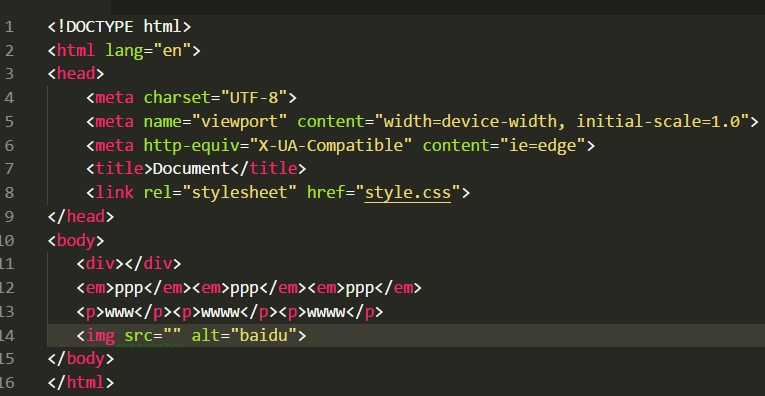 1 <!DOCTYPE html>
2 <html lang="en">
3 <head>
4     <meta charset="UTF-8">
5     <meta name="viewport" content="width=device-width, initial-scale=1.0">
6     <meta http-equiv="X-UA-Compatible" content="ie=edge">
7     <title>Document</title>
8     <link rel="stylesheet" href="style.css">
9 </head>
10 <body>
11    <div></div>
12    <em>ppp</em><em>ppp</em><em>ppp</em>
13    <p>www</p><p>wwww</p><p>wwww</p>
14    <img src="" alt="baidu">
15 </body>
16 </html>